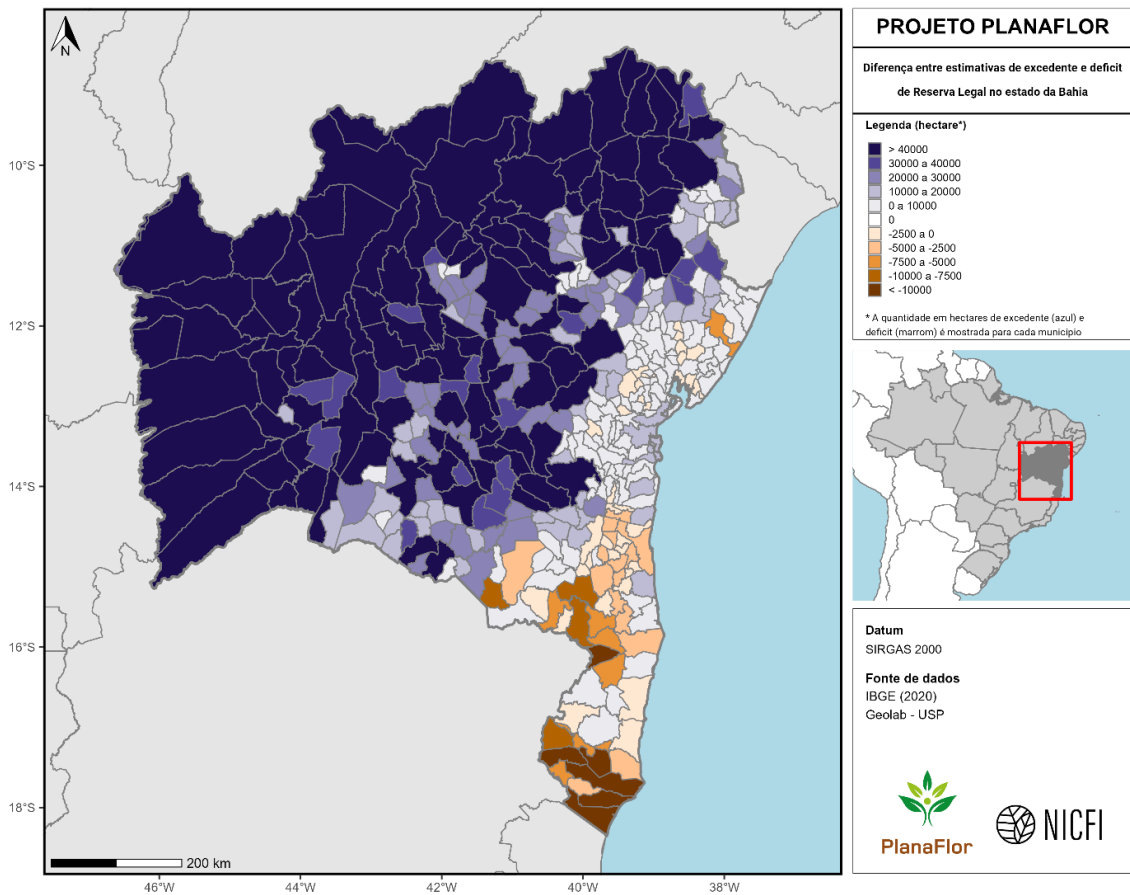 N
10°S
12°S
14°S
16°S
18°S
200 km
46°W
44°W
42°W
40°W
38°W
PROJETO PLANAFLOR
Diferença entre estimativas de excedente e deficit
de Reserva Legal no estado da Bahia
Legenda (hectare*)
> 40000
30000 a 40000
20000 a 30000
10000 a 20000
0 a 10000
0
-2500 a 0
-5000 a -2500
-7500 a -5000
-10000 a -7500
< -10000
* A quantidade em hectares de excedente (azul) e
deficit (marrom) é mostrada para cada municipio
Datum
SIRGAS 2000
Fonte de dados
IBGE (2020)
Geolab - USP
PlanaFlor
NICFI